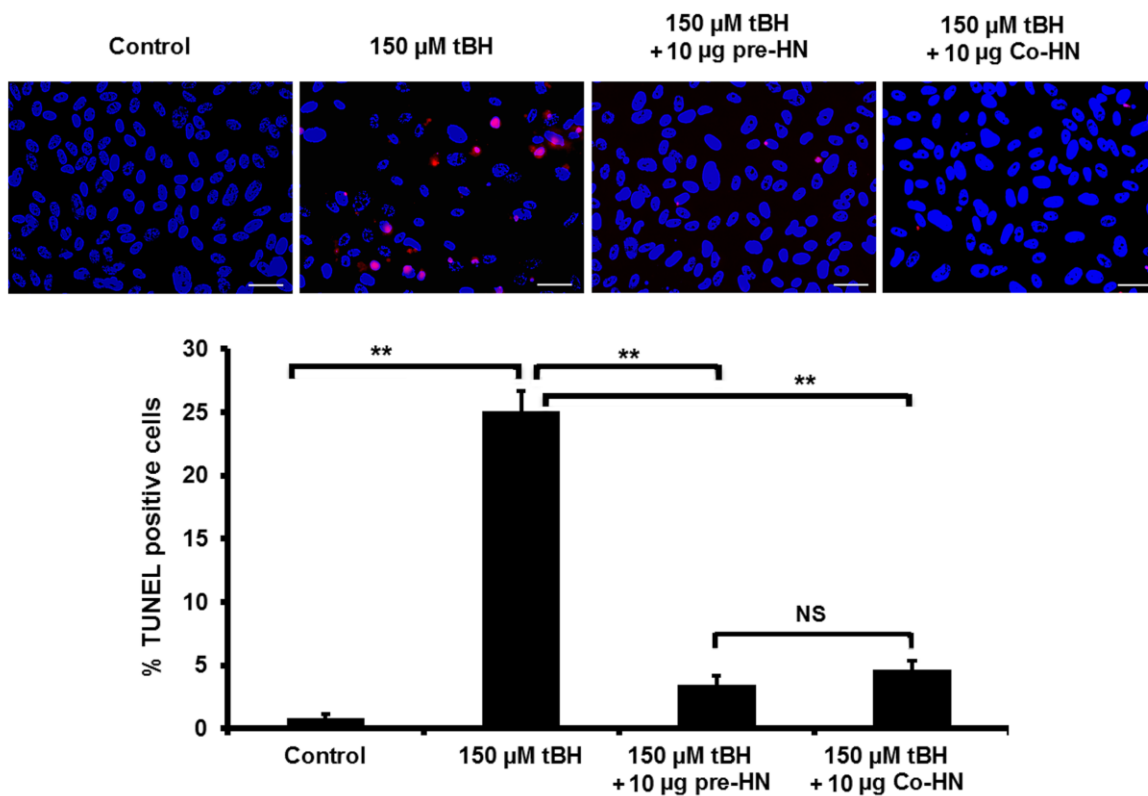 Control
150 µM tBH
150 µM tBH
+ 10 µg pre-HN
150 µM tBH
+ 10 µg Co-HN
% TUNEL positive cells
30
25
20
15
10
5
0
**
**
**
NS
Control
150 µM tBH
150 µM tBH
+ 10 µg pre-HN
150 µM tBH
+ 10 µg Co-HN